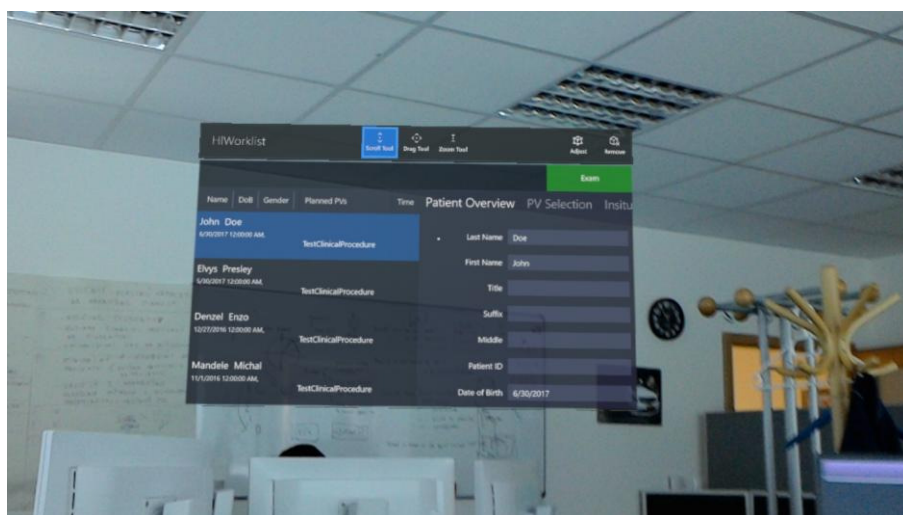 HIWorklist
Scroll Tool
Drag Tool
Zoom Tool
Adjust
Remove
Exam
Name DoB Gender Planned PVs Time
Patient Overview PV Selection Insitu
John Doe
6/30/2017 12:00:00 AM,
TestClinicalProcedure
Elvys Presley
5/30/2017 12:00:00 AM,
TestClinicalProcedure
Denzel Enzo
12/27/2016 12:00:00 AM,
TestClinicalProcedure
Mandele Michal
11/1/2016 12:00:00 AM,
TestClinicalProcedure
Last Name Doe
First Name John
Title
Suffix
Middle
Patient ID
Date of Birth 6/30/2017